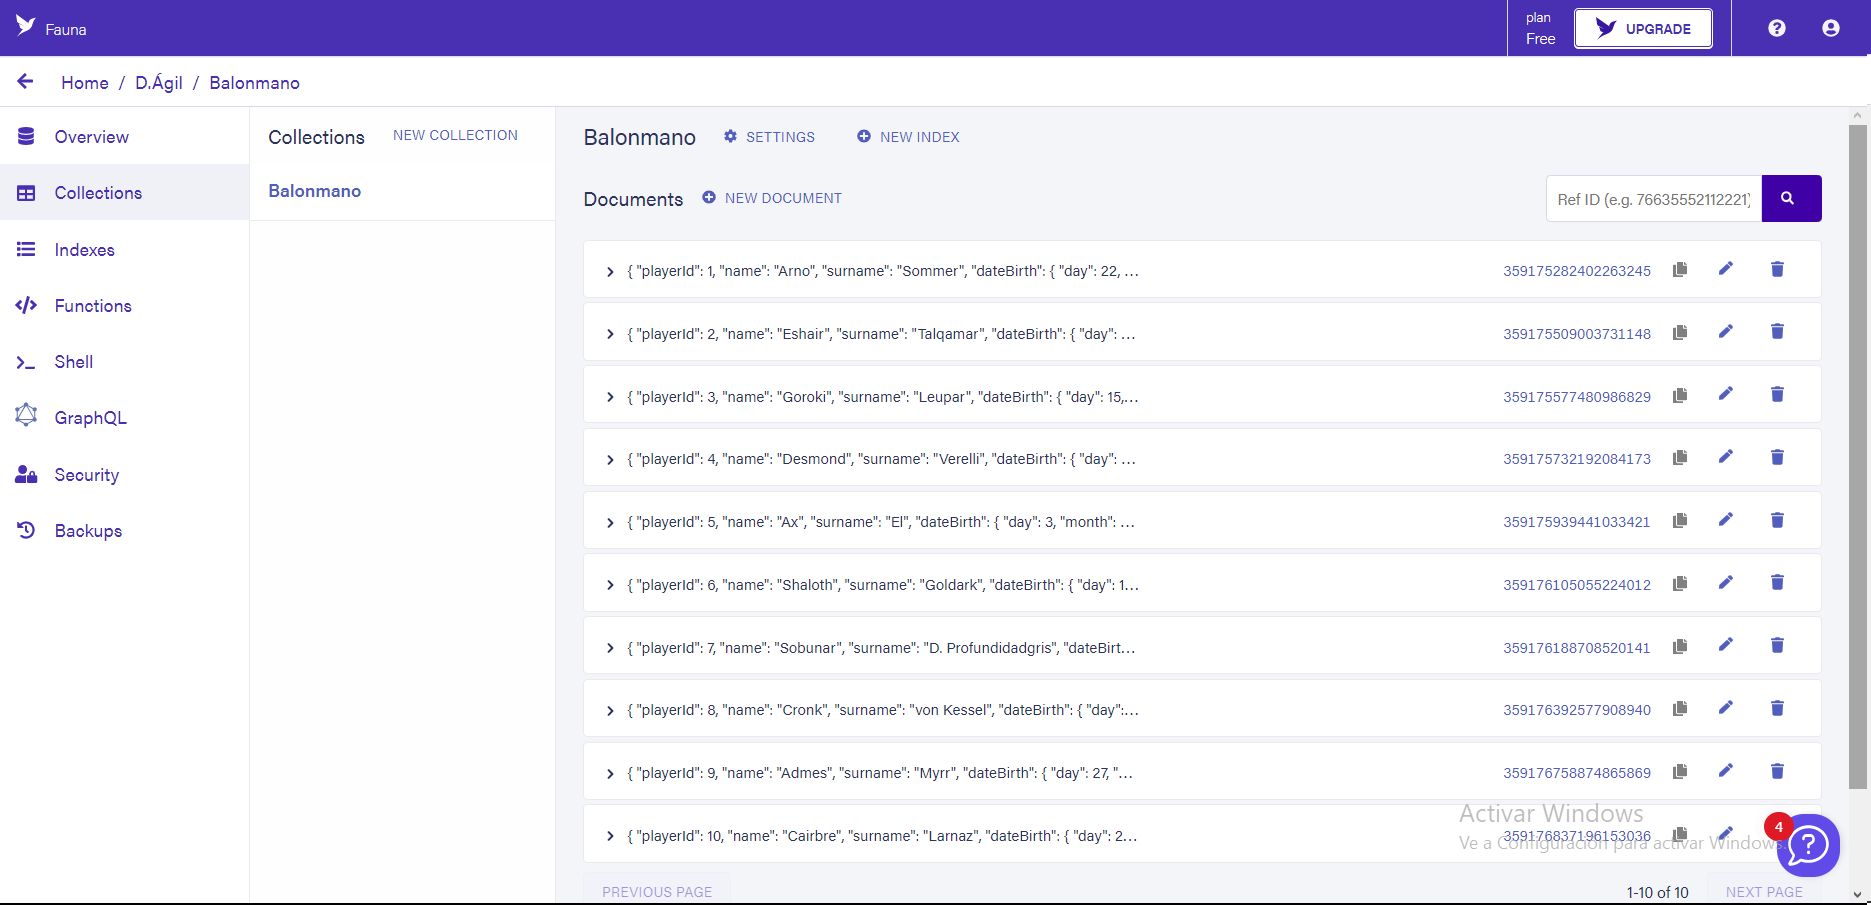 Fauna
plan
Free
UPGRADE
Home / D.Ágil / Balonmano
Overview
Collections
Indexes
Functions
Shell
GraphQL
Security
Backups
Collections NEW COLLECTION
Balonmano
Balonmano SETTINGS NEW INDEX
Documents NEW DOCUMENT
Ref ID (e.g. 76635552112221)
{ "playerId": 1, "name": "Arno", "surname": "Sommer", "dateBirth": { "day": 22, ... 359175282402263245
{ "playerId": 2, "name": "Eshair", "surname": "Talqamar", "dateBirth": { "day": ... 359175509003731148
{ "playerId": 3, "name": "Goroki", "surname": "Leupar", "dateBirth": { "day": 15,... 359175577480986829
{ "playerId": 4, "name": "Desmond", "surname": "Verelli", "dateBirth": { "day": ... 359175732192084173
{ "playerId": 5, "name": "Ax", "surname": "El", "dateBirth": { "day": 3, "month": ... 359175939441033421
{ "playerId": 6, "name": "Shaloth", "surname": "Goldark", "dateBirth": { "day": 1... 359176105055224012
{ "playerId": 7, "name": "Sobunar", "surname": "D. Profundidadgris", "dateBirt... 359176188708520141
{ "playerId": 8, "name": "Cronk", "surname": "von Kessel", "dateBirth": { "day":... 359176392577908940
{ "playerId": 9, "name": "Admes", "surname": "Myrr", "dateBirth": { "day": 27, "... 359176758874865869
{ "playerId": 10, "name": "Cairbre", "surname": "Larnaz", "dateBirth": { "day": 2... 359176837196153036
Activar Windows
Ve a Configuración para activar Windows.
4
PREVIOUS PAGE 1-10 of 10 NEXT PAGE